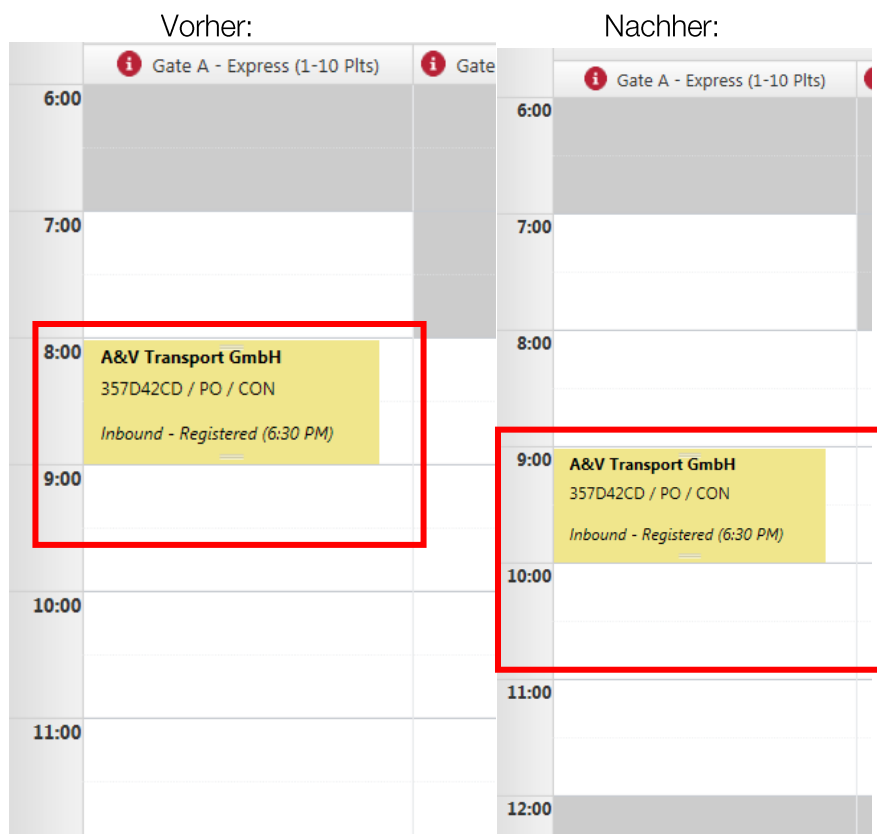 Vorher:
Gate A - Express (1-10 Plts)
Gate
6:00
7:00
8:00
A&V Transport GmbH
357D42CD / PO / CON
Inbound - Registered (6:30 PM)
9:00
10:00
11:00
Nachher:
Gate A - Express (1-10 Plts)
6:00
7:00
8:00
9:00
A&V Transport GmbH
357D42CD / PO / CON
Inbound - Registered (6:30 PM)
10:00
11:00
12:00